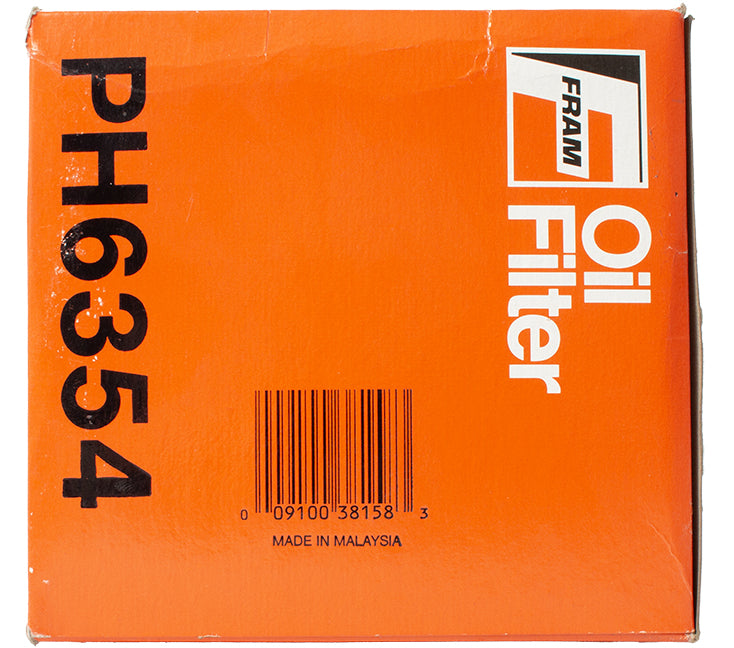 FRAM
Oil
Filter
PH6354
0 09100 38158 3
MADE IN MALAYSIA